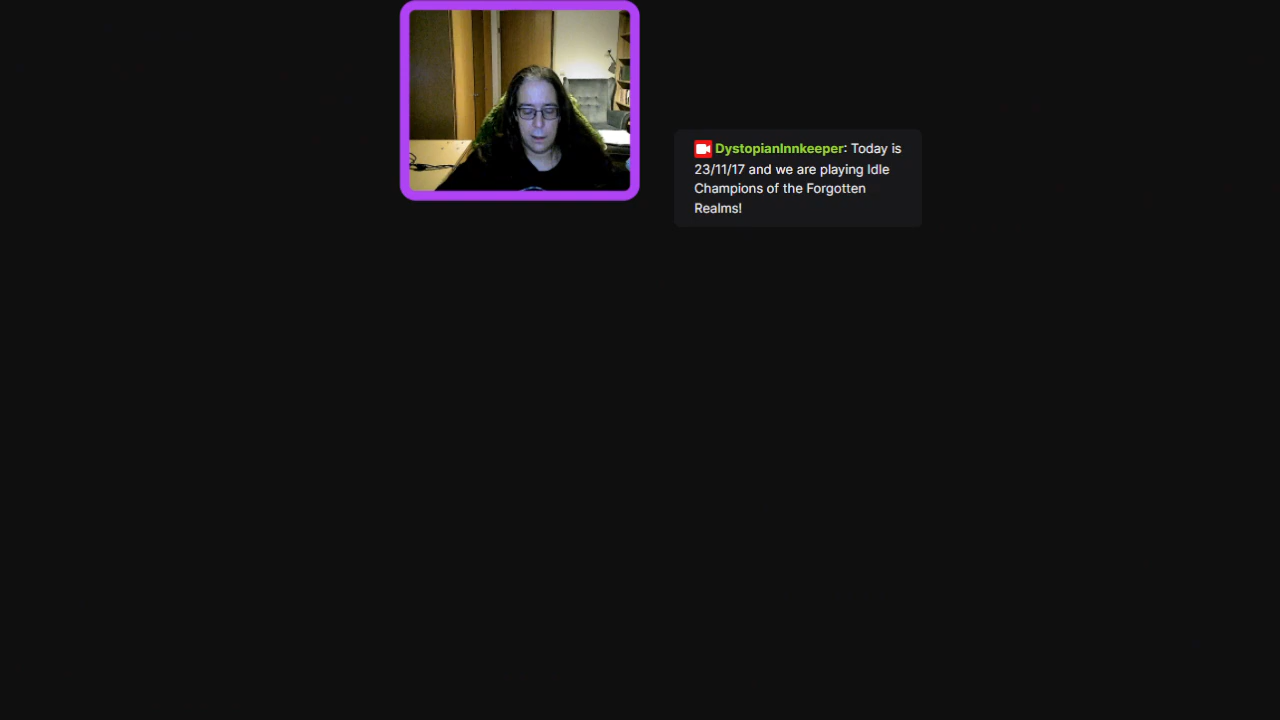 DystopianInnkeeper: Today is
23/11/17 and we are playing Idle
Champions of the Forgotten
Realms!